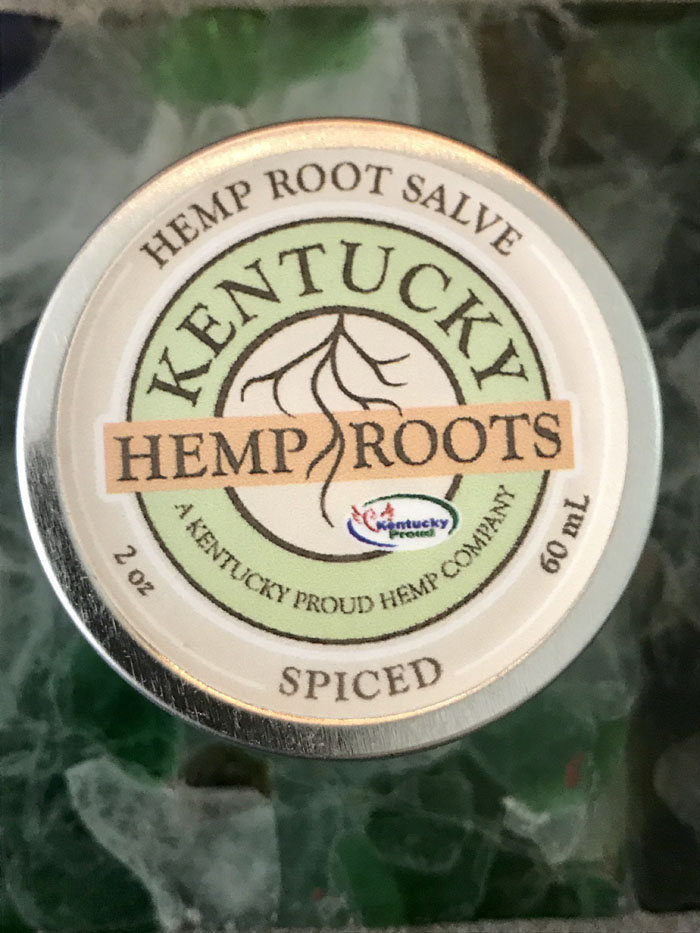 HEMP ROOT SALVE
KENTUCKY
HEMP ROOTS
Kentucky
Proud
A KENTUCKY PROUD HEMP COMPANY
2 oz
60 mL
SPICED